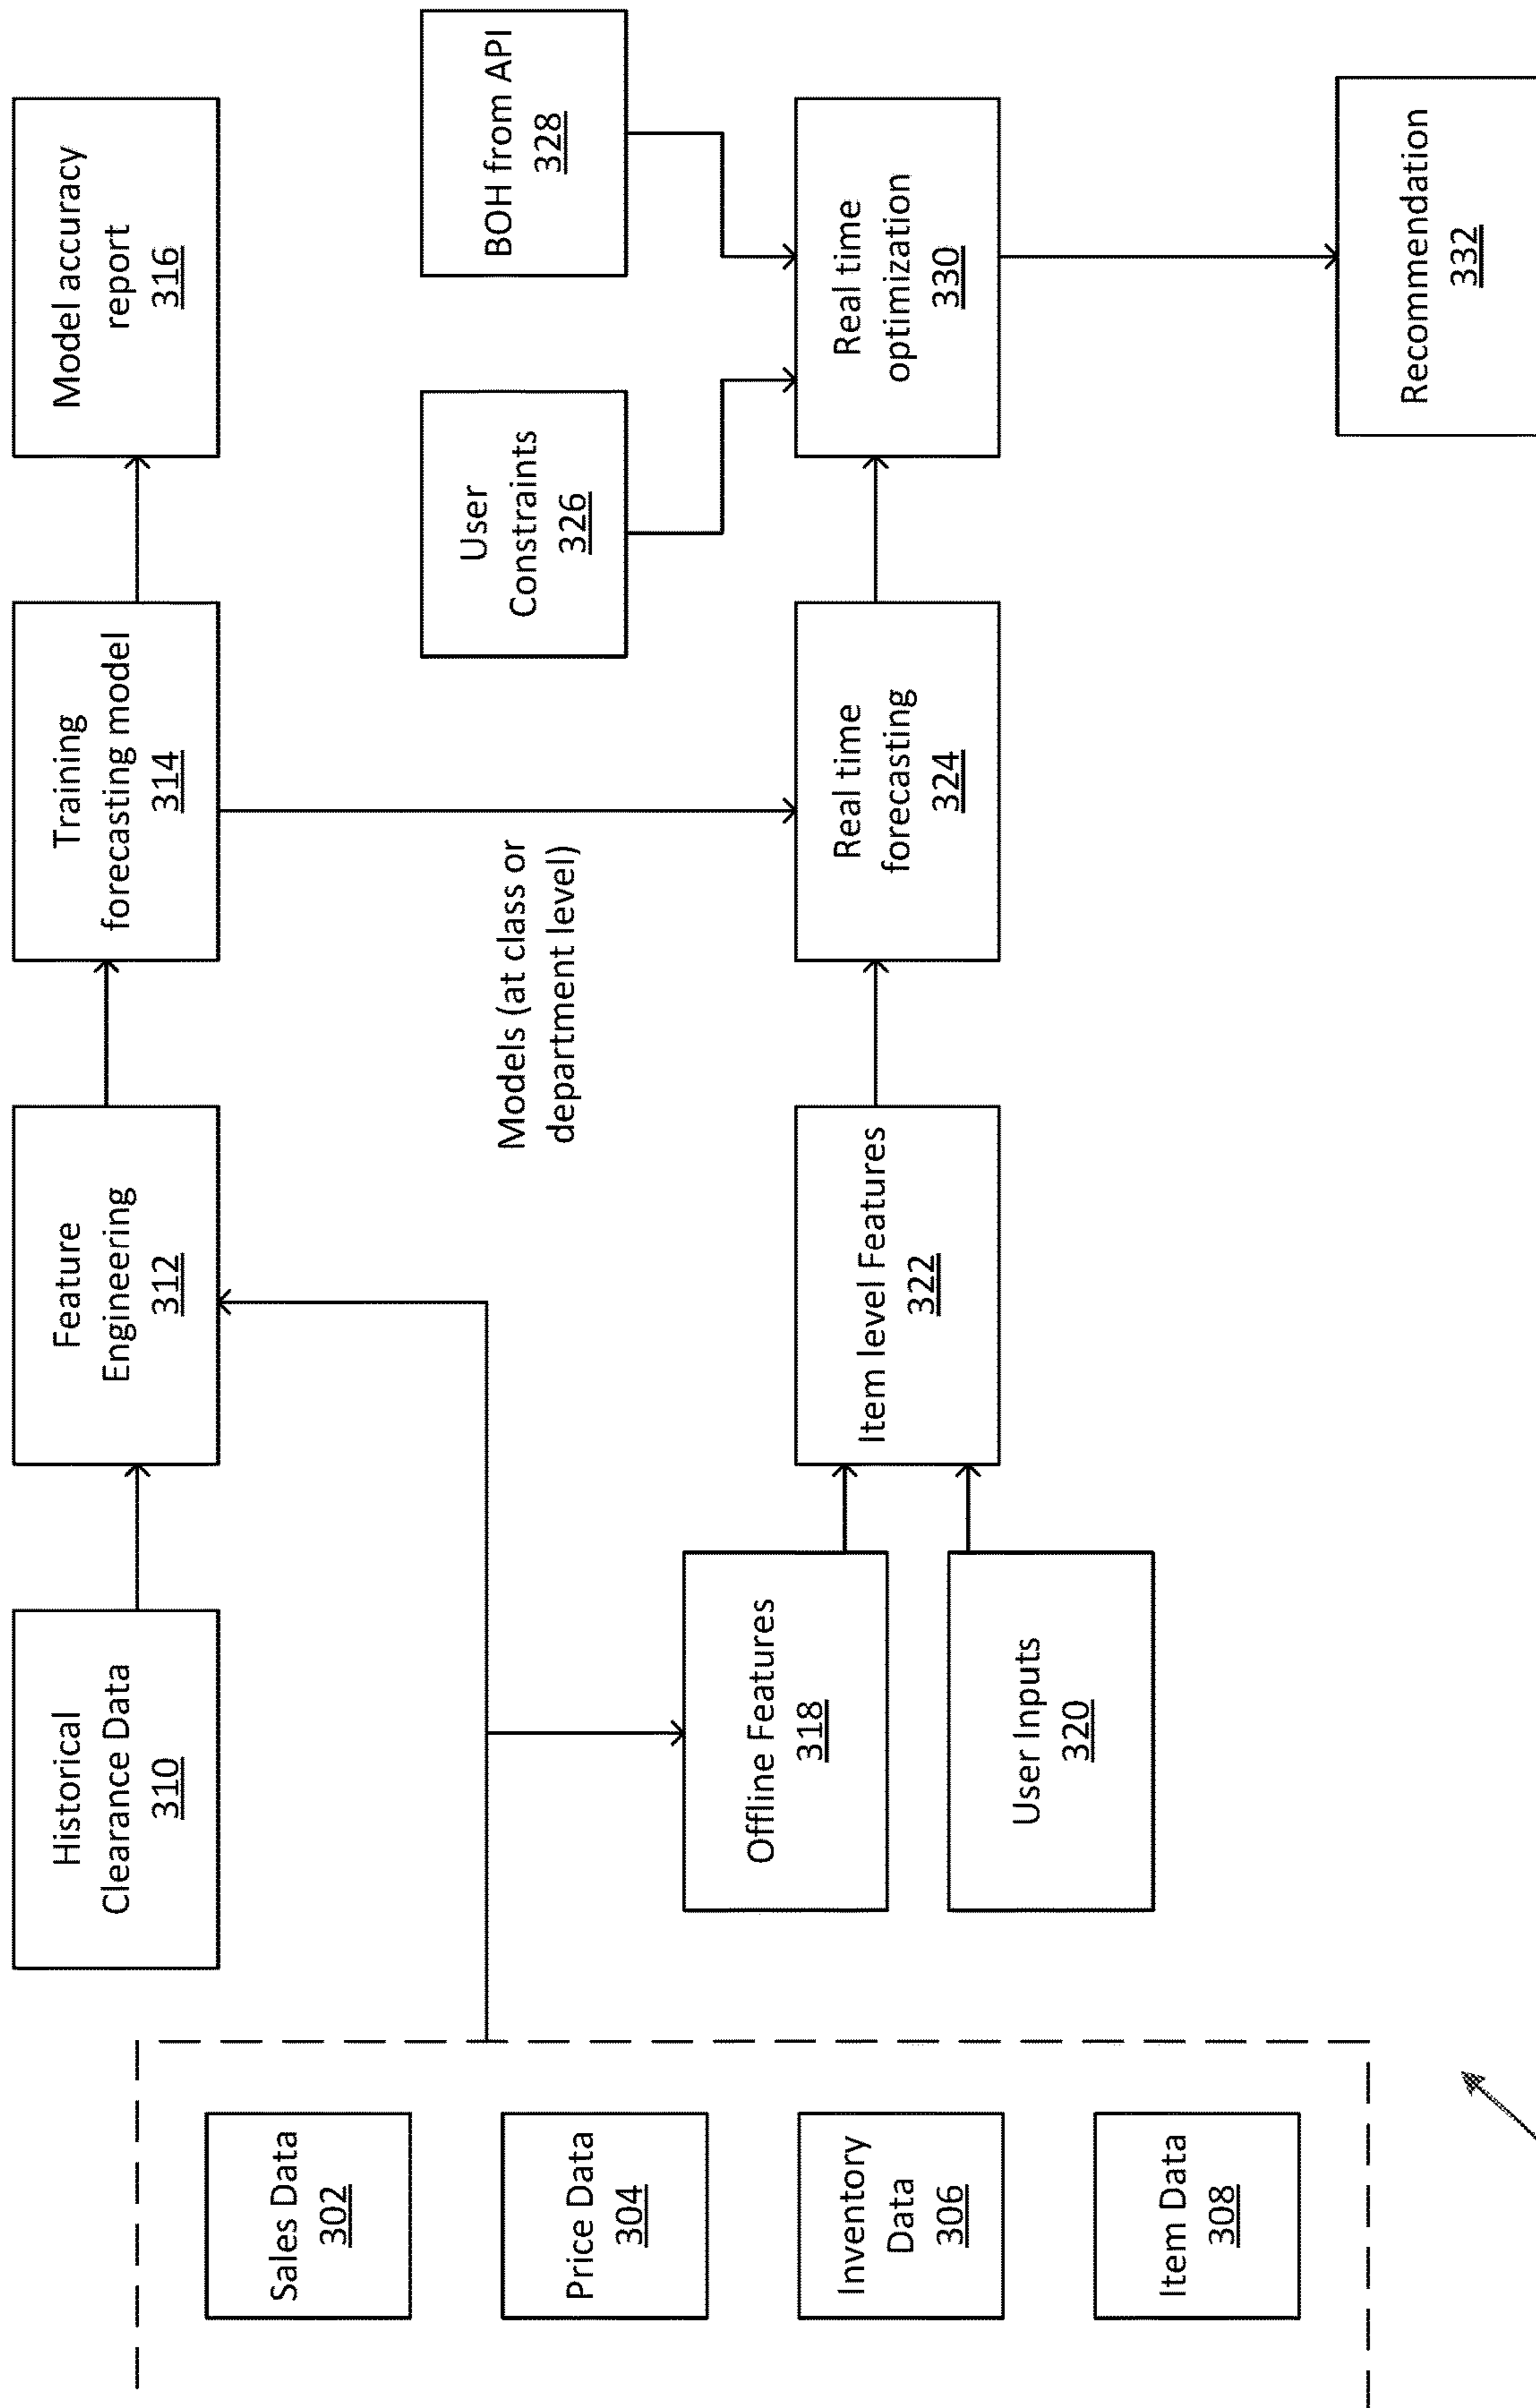 Historical
Clearance Data
310
Feature
Engineering
312
Training
forecasting model
314
Model accuracy
report
316
Sales Data
302
Price Data
304
Inventory
Data
306
Item Data
308
Models (at class or
department level)
User
Constraints
326
BOH from API
328
Offline Features
318
User Inputs
320
Item level Features
322
Real time
forecasting
324
Real time
optimization
330
Recommendation
332